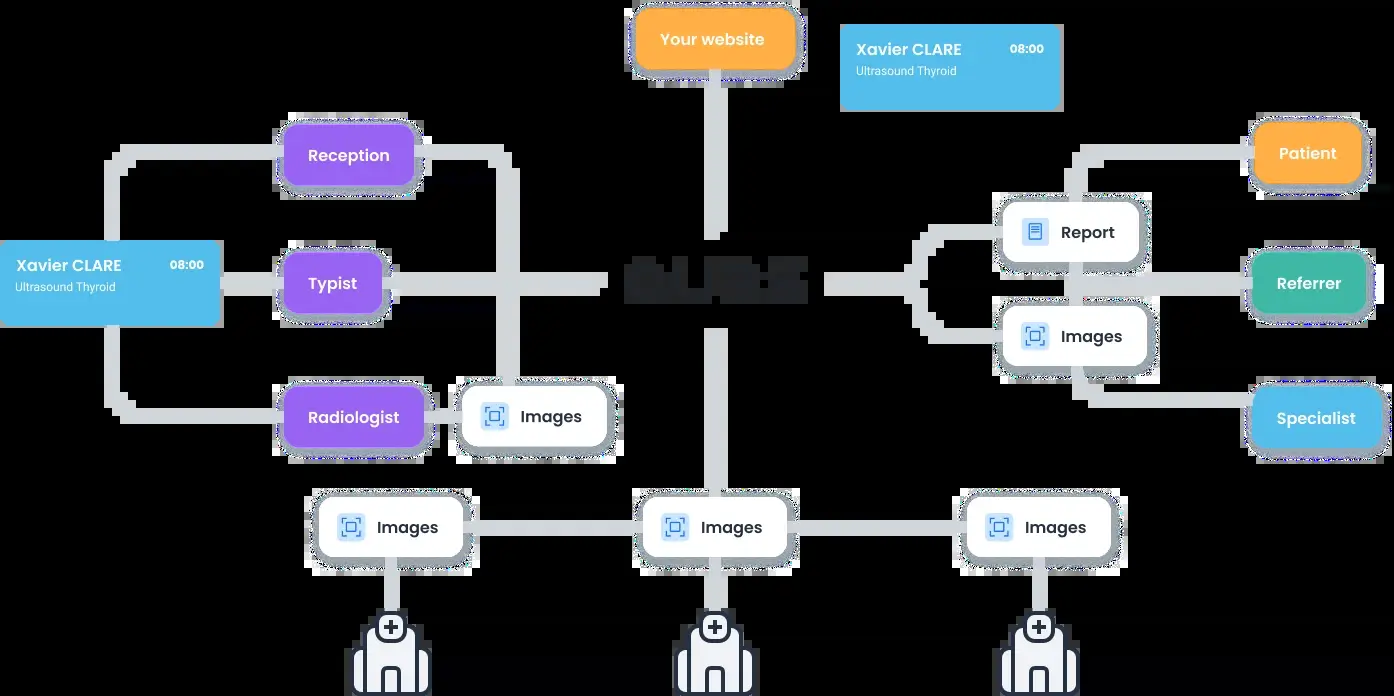 Your website
Xavier CLARE 08:00
Ultrasound Thyroid
Reception
Patient
Report
Xavier CLARE 08:00
Ultrasound Thyroid
Typist
Referrer
Images
Radiologist
Images
Specialist
Images
Images
Images